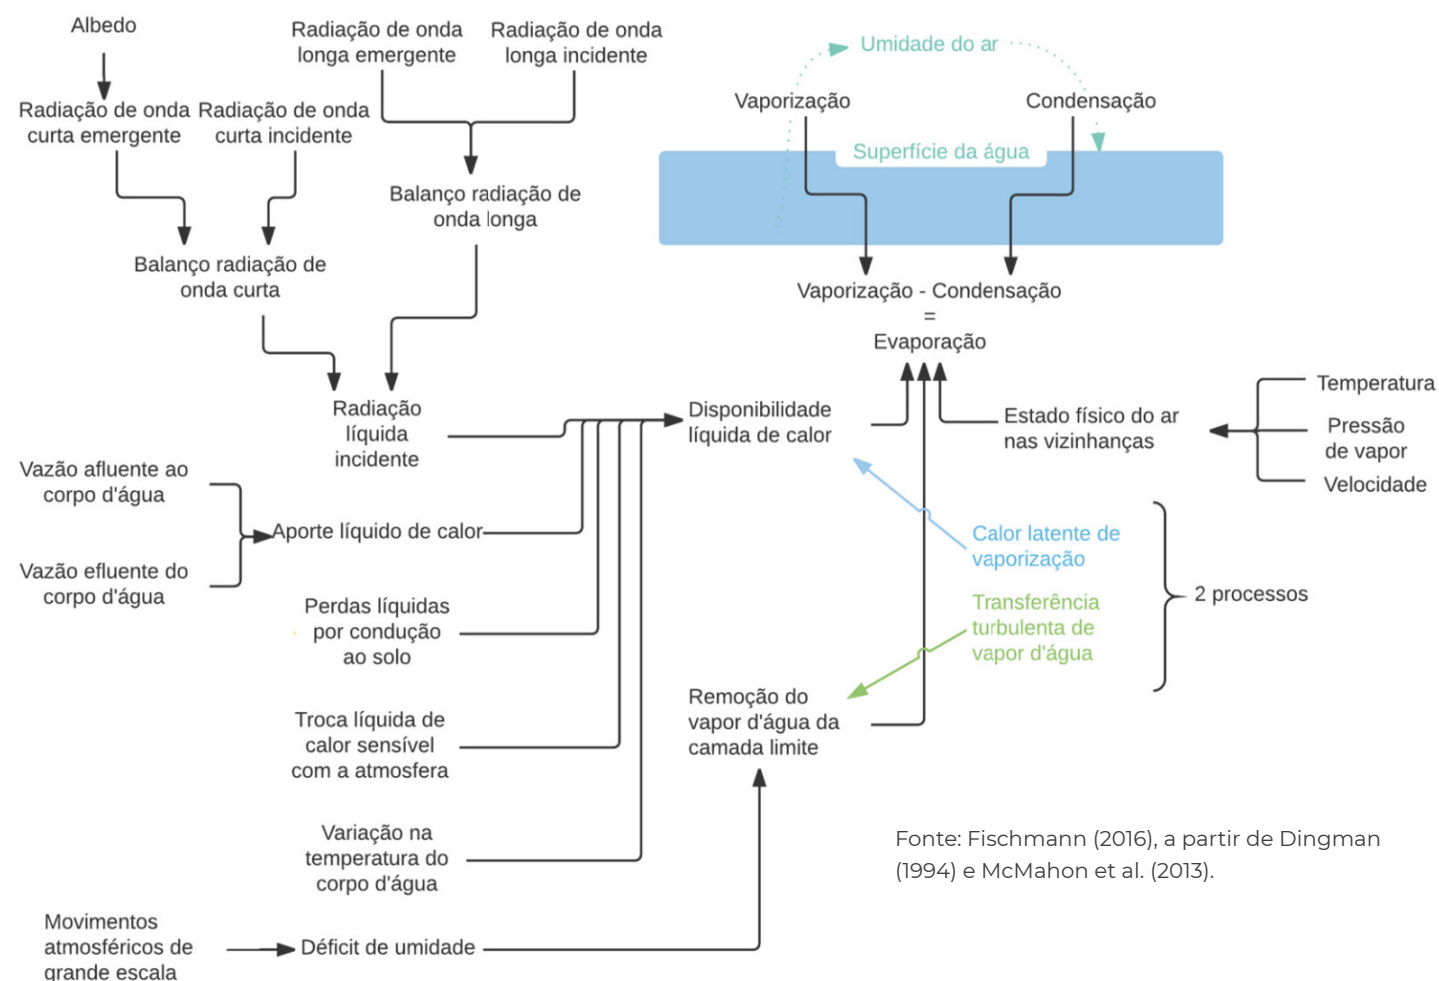 Albedo
Radiação de onda
longa emergente
Radiação de onda
longa incidente
Radiação de onda
curta emergente
Radiação de onda
curta incidente
Balanço radiação de
onda longa
Balanço radiação de
onda curta
Radiação
líquida
incidente
Umidade do ar
Vaporização
Condensação
Superfície da água
Vaporização - Condensação
=
Evaporação
Disponibilidade
líquida de calor
Estado físico do ar
nas vizinhanças
Temperatura
Pressão
de vapor
Velocidade
Vazão afluente ao
corpo d'água
Aporte líquido de calor
Vazão efluente do
corpo d'água
Calor latente de
vaporização
Transferência
turbulenta de
vapor d'água
2 processos
Perdas líquidas
por condução
ao solo
Remoção do
vapor d'água da
camada limite
Troca líquida de
calor sensível
com a atmosfera
Variação na
temperatura do
corpo d'água
Fonte: Fischmann (2016), a partir de Dingman
(1994) e McMahon et al. (2013).
Movimentos
atmosféricos de
grande escala
Déficit de umidade